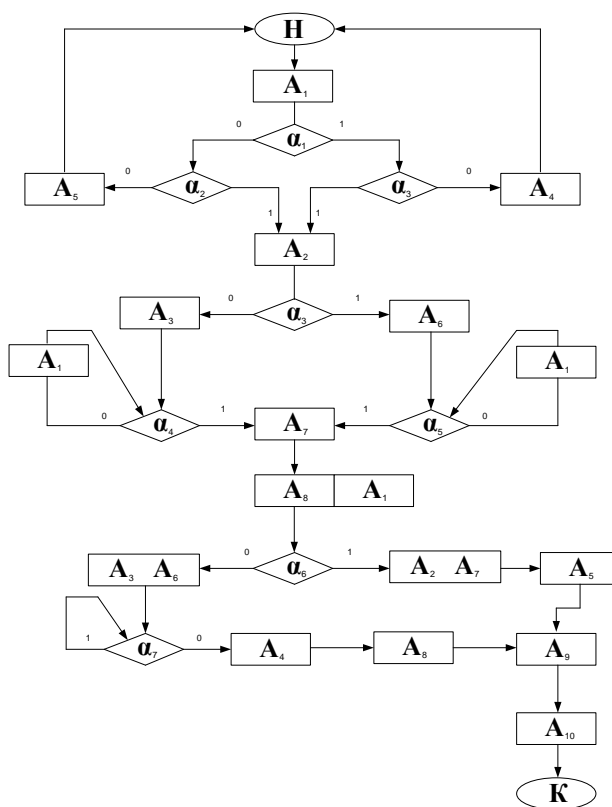 Н
A₁
0 α₁ 1
0 α₂ 1
1 α₃ 0
A₅
A₄
A₂
0 α₃ 1
A₃
A₆
A₁
A₁
0 α₄ 1
A₇
1 α₅ 0
A₈ A₁
0 α₆ 1
A₃ A₆
A₂ A₇
A₅
1 α₇ 0
A₄
A₈
A₉
A₁₀
К